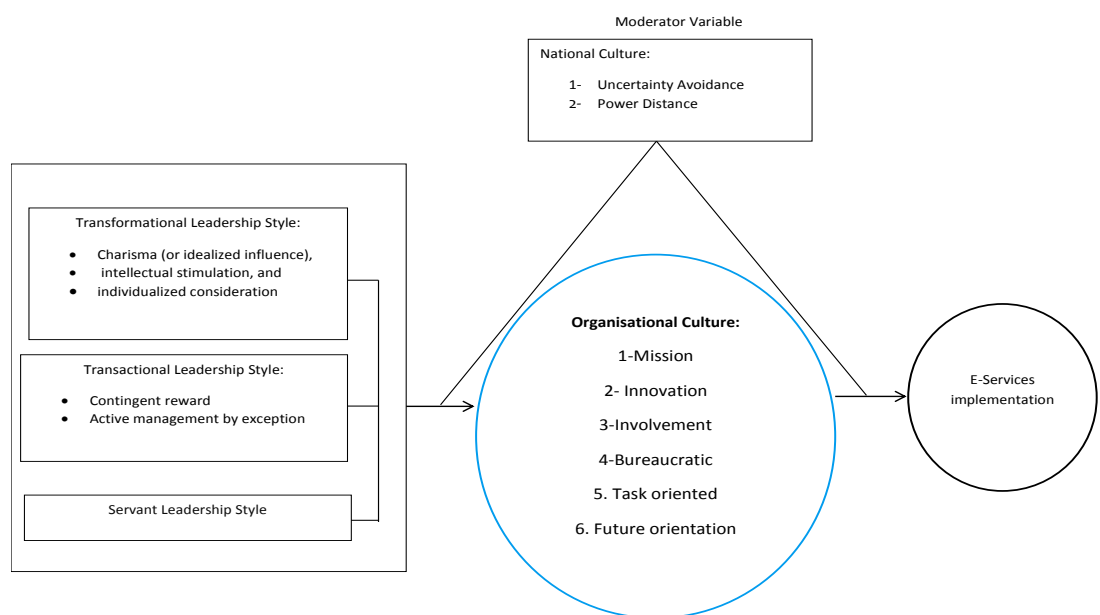 Moderator Variable
National Culture:
1- Uncertainty Avoidance
2- Power Distance
Transformational Leadership Style:
• Charisma (or idealized influence),
• intellectual stimulation, and
• individualized consideration
Transactional Leadership Style:
• Contingent reward
• Active management by exception
Servant Leadership Style
Organisational Culture:
1-Mission
2- Innovation
3-Involvement
4-Bureaucratic
5. Task oriented
6. Future orientation
E-Services
implementation